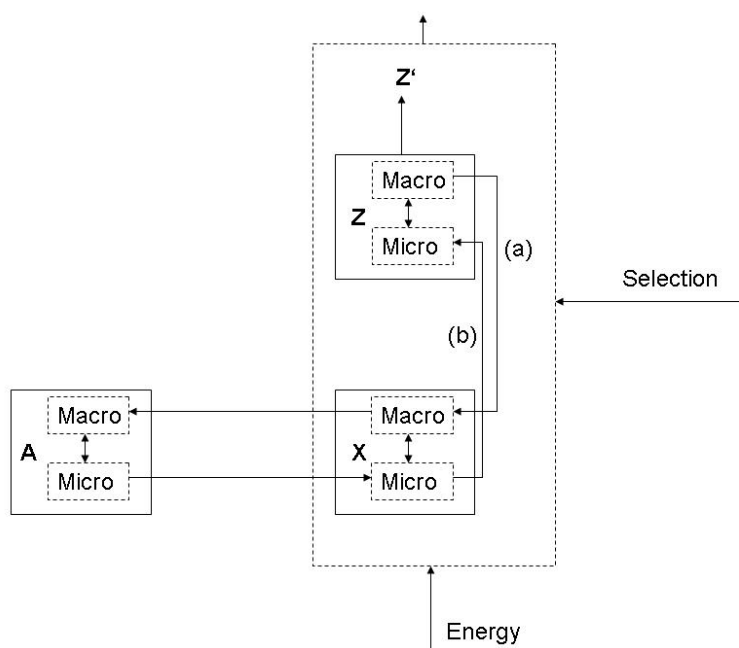 Z‘
Macro
Z
Micro
(a)
Selection
(b)
Macro
Macro
A
X
Micro
Micro
Energy